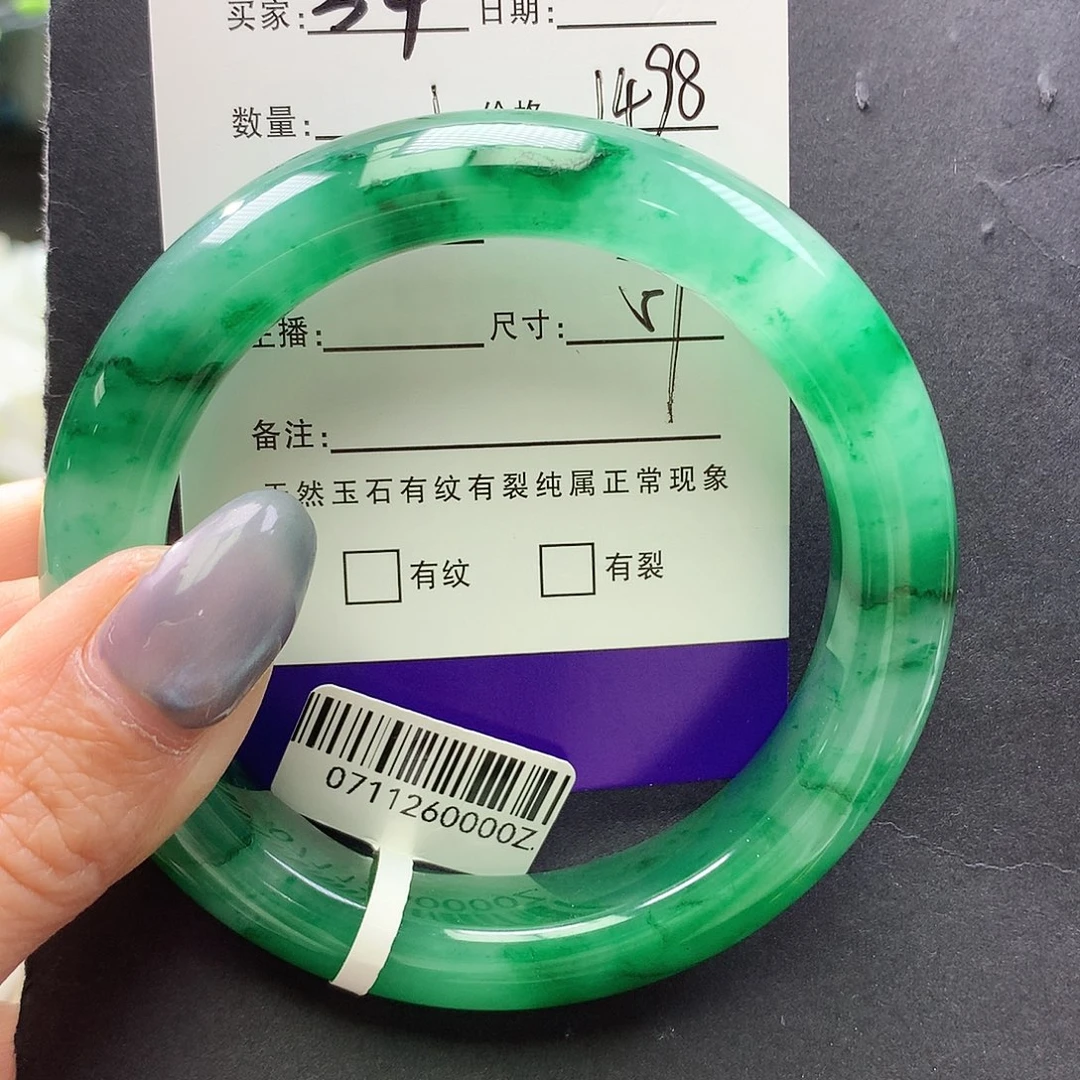 买家: 日期:
数量: 价格 1498
播: 尺寸:
备注:
天然玉石有纹有裂纯属正常现象
有纹 有裂
0711260000Z.